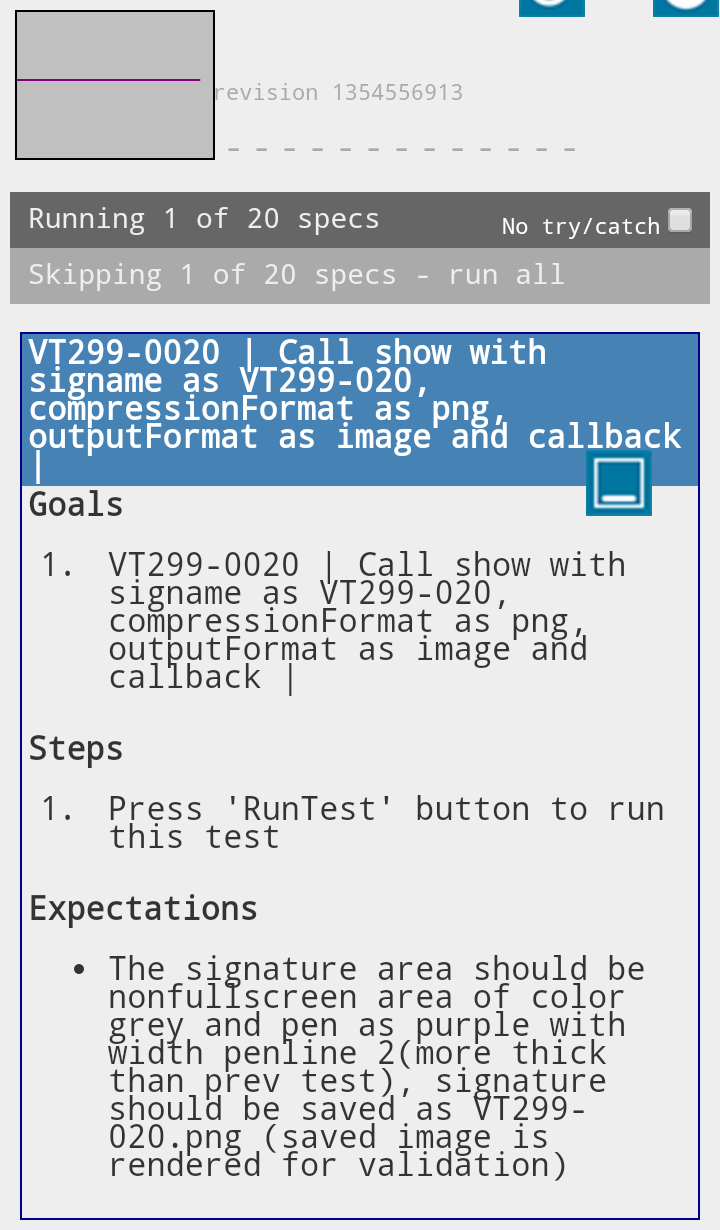 revision 1354556913
- - - - - - - - - - - - -
Running 1 of 20 specs
No try/catch
Skipping 1 of 20 specs - run all
VT299-0020 | Call show with
signame as VT299-020,
compressionFormat as png,
outputFormat as image and callback
|
Goals
1. VT299-0020 | Call show with
signame as VT299-020,
compressionFormat as png,
outputFormat as image and
callback |
Steps
1. Press 'RunTest' button to run
this test
Expectations
• The signature area should be
nonfullscreen area of color
grey and pen as purple with
width penline 2(more thick
than prev test), signature
should be saved as VT299-
020.png (saved image is
rendered for validation)